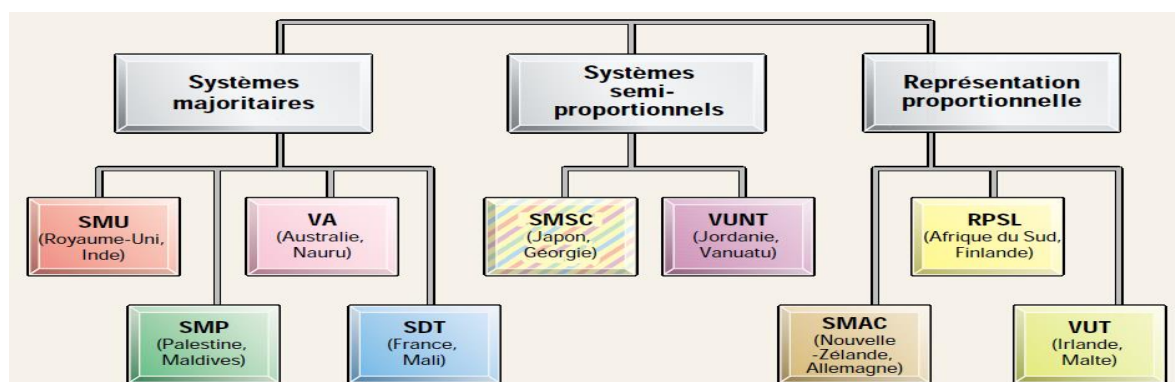 Systèmes
majoritaires
Systèmes
semi-
proportionnels
Représentation
proportionnelle
SMU
(Royaume-Uni,
Inde)
VA
(Australie,
Nauru)
SMSC
(Japon,
Géorgie)
VUNT
(Jordanie,
Vanuatu)
RPSL
(Afrique du Sud,
Finlande)
SMP
(Palestine,
Maldives)
SDT
(France,
Mali)
SMAC
(Nouvelle
-Zélande,
Allemagne)
VUT
(Irlande,
Malte)